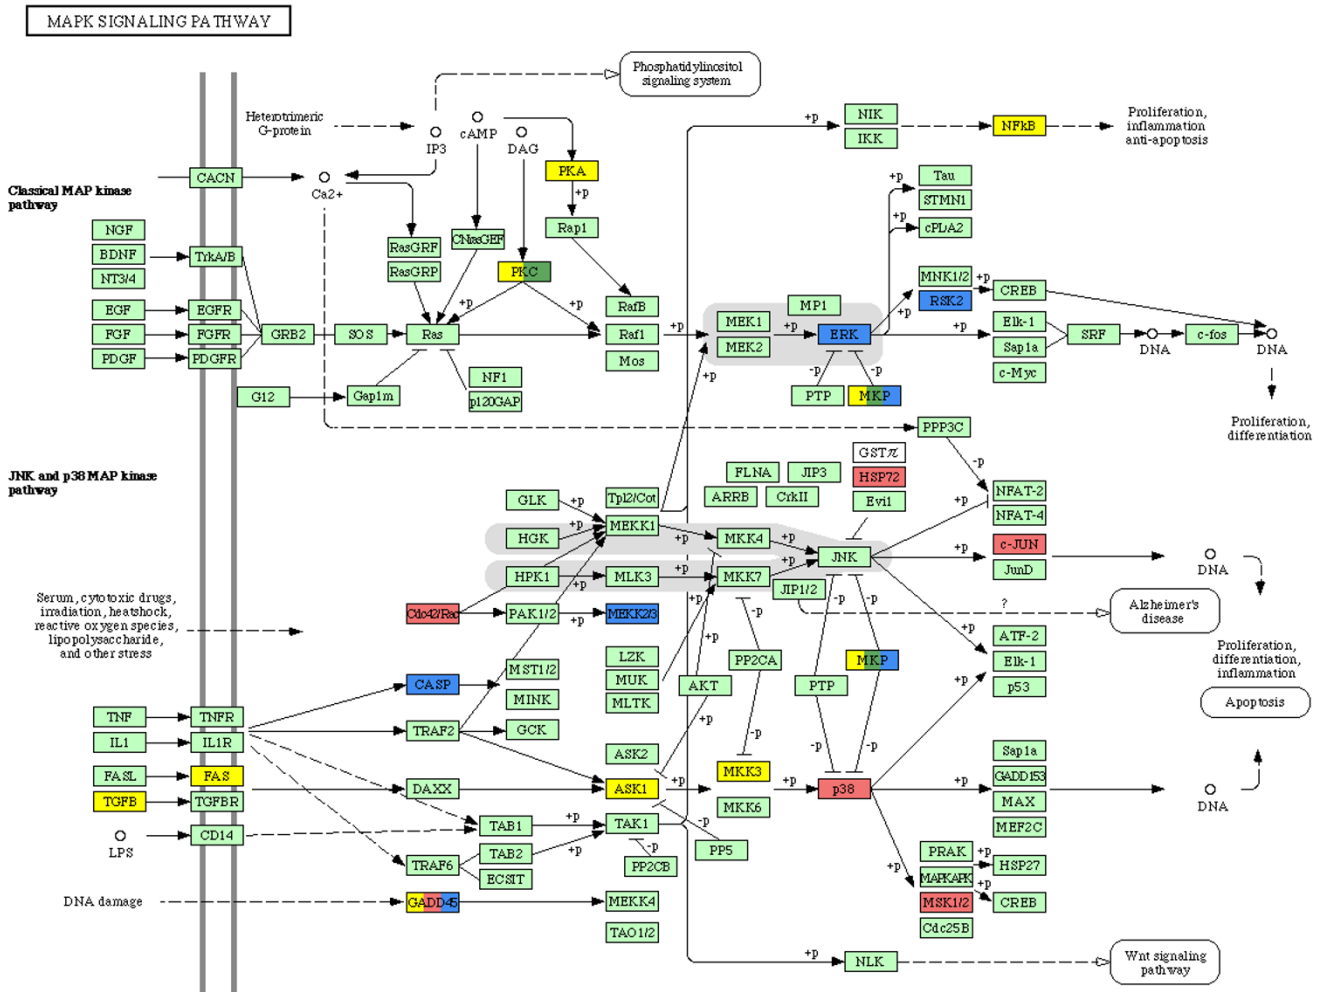 MAPK SIGNALING PATHWAY
Phosphatidylinositol
signaling system
Heterotrimeric
G-protein
IP3
cAMP
DAG
PKA
+p
Rap1
CACN
Ca2+
Classical MAP kinase
pathway
NGF
BDNF
NT3/4
TrkA/B
EGF
EGFR
FGF
FGFR
PDGF
PDGFR
GRB2
SOS
Ras
RasGRF
RasGRP
CNrasGEF
PKC
+p
+p
RafB
Raf1
Mos
+p
G12
Gap1m
NF1
p120GAP
MEK1
MEK2
MP1
+p
ERK
-p
-p
PTP
MKP
+p
NIK
IKK
NFkB
Proliferation,
inflammation
anti-apoptosis
+p
Tau
STMN1
+p
cPLA2
MNK1/2
RSK2
+p
+p
CREB
+p
Elk-1
Sap1a
c-Myc
SRF
DNA
c-fos
DNA
Proliferation,
differentiation
+p
PPP3C
-p
JNK and p38 MAP kinase
pathway
GLK
HGK
HPK1
+p
+p
+p
Tpl2/Cot
MEKK1
MLK3
+p
+p
+p
FLNA
JIP3
ARRB
CrkII
GSTπ
HSP72
Evi1
MKK4
MKK7
+p
+p
JNK
JIP1/2
NFAT-2
NFAT-4
+p
+p
c-JUN
JunD
DNA
?
Alzheimer's
disease
Serum, cytotoxic drugs,
irradiation, heatshock,
reactive oxygen species,
lipopolysaccharide,
and other stress
Cdc42/Rac
PAK1/2
+p
MEKK2/3
LZK
MUK
MLTK
+p
AKT
+p
-p
PP2CA
-p
-p
-p
PTP
MKP
-p
-p
+p
ATF-2
Elk-1
p53
+p
Proliferation,
differentiation,
inflammation
Apoptosis
CASP
MST1/2
MINK
TRAF2
GCK
TNF
TNFR
IL1
IL1R
FASL
FAS
TGFB
TGFBR
LPS
CD14
DAXX
ASK2
ASK1
+p
MKK3
MKK6
+p
p38
+p
Sap1a
GADD153
MAX
MEF2C
DNA
TAB1
+p
TAK1
-p
PP5
TRAF6
TAB2
ECSIT
+p
-p
PP2CB
+p
PRAK
MAPKAPK
MSK1/2
Cdc25B
+p
HSP27
+p
CREB
DNA damage
GADD45
MEKK4
TAO1/2
+p
NLK
Wnt signaling
pathway